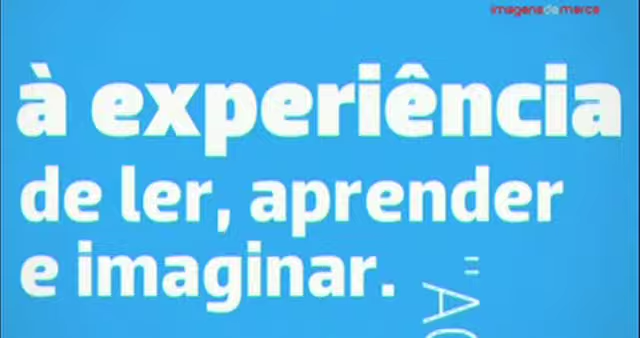 imagens de marca
à experiência
de ler, aprender
e imaginar.